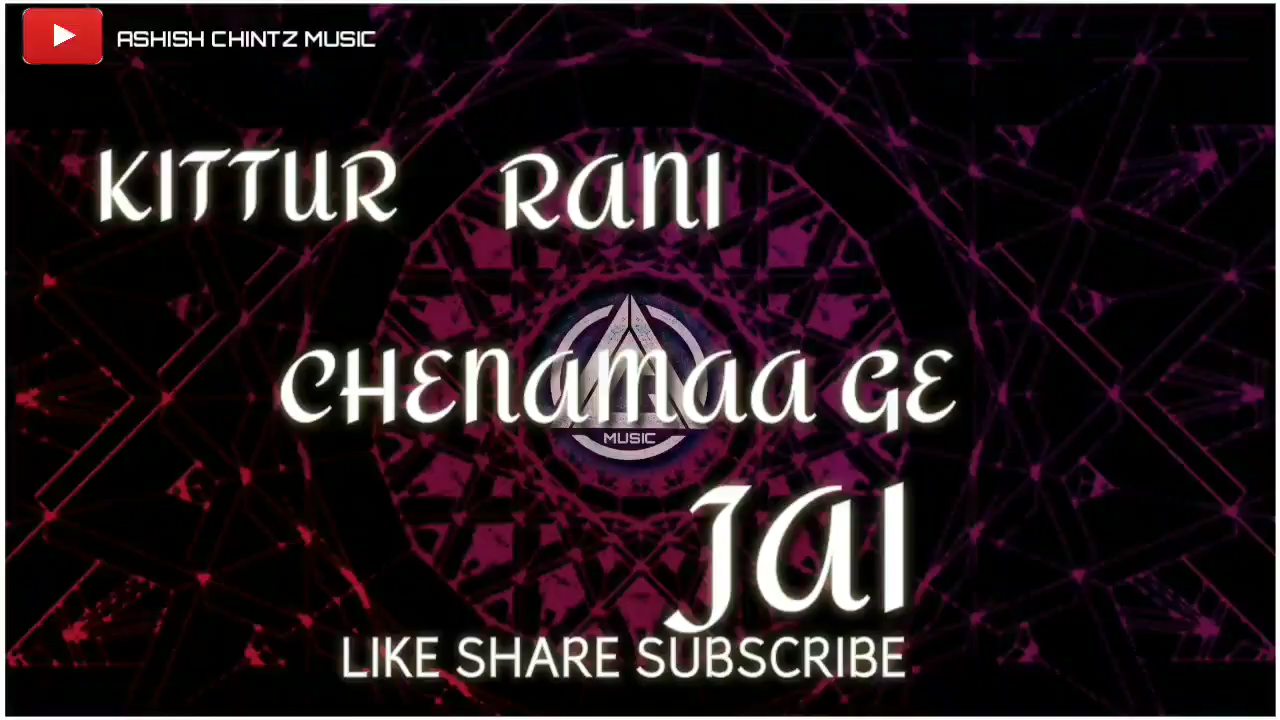 ASHISH CHINTZ MUSIC
KITTUR RANI
CHENAMAA GE
MUSIC
JAI
LIKE SHARE SUBSCRIBE